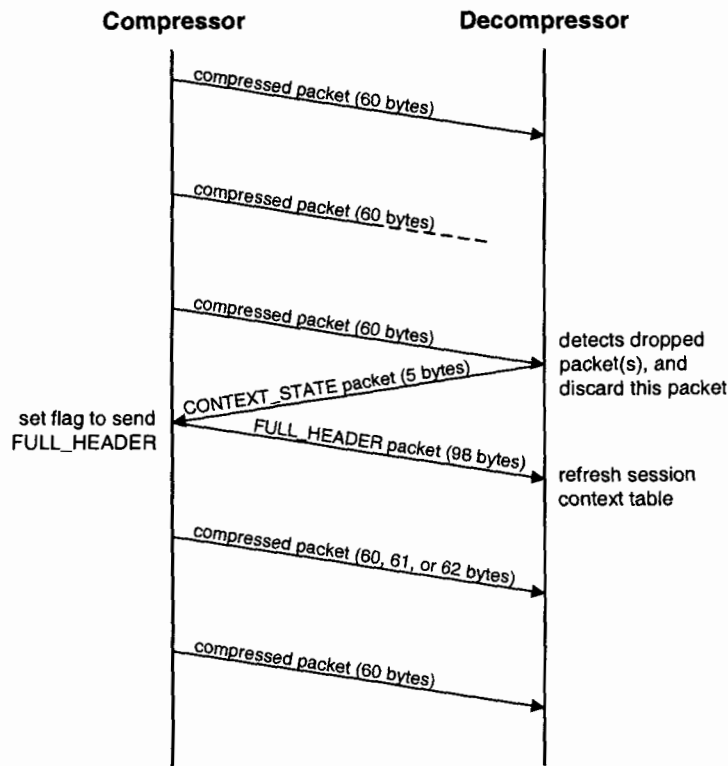 Compressor
Decompressor
compressed packet (60 bytes)
compressed packet (60 bytes)
compressed packet (60 bytes)
detects dropped
packet(s), and
discard this packet
CONTEXT_STATE packet (5 bytes)
set flag to send
FULL_HEADER
FULL_HEADER packet (98 bytes)
refresh session
context table
compressed packet (60, 61, or 62 bytes)
compressed packet (60 bytes)